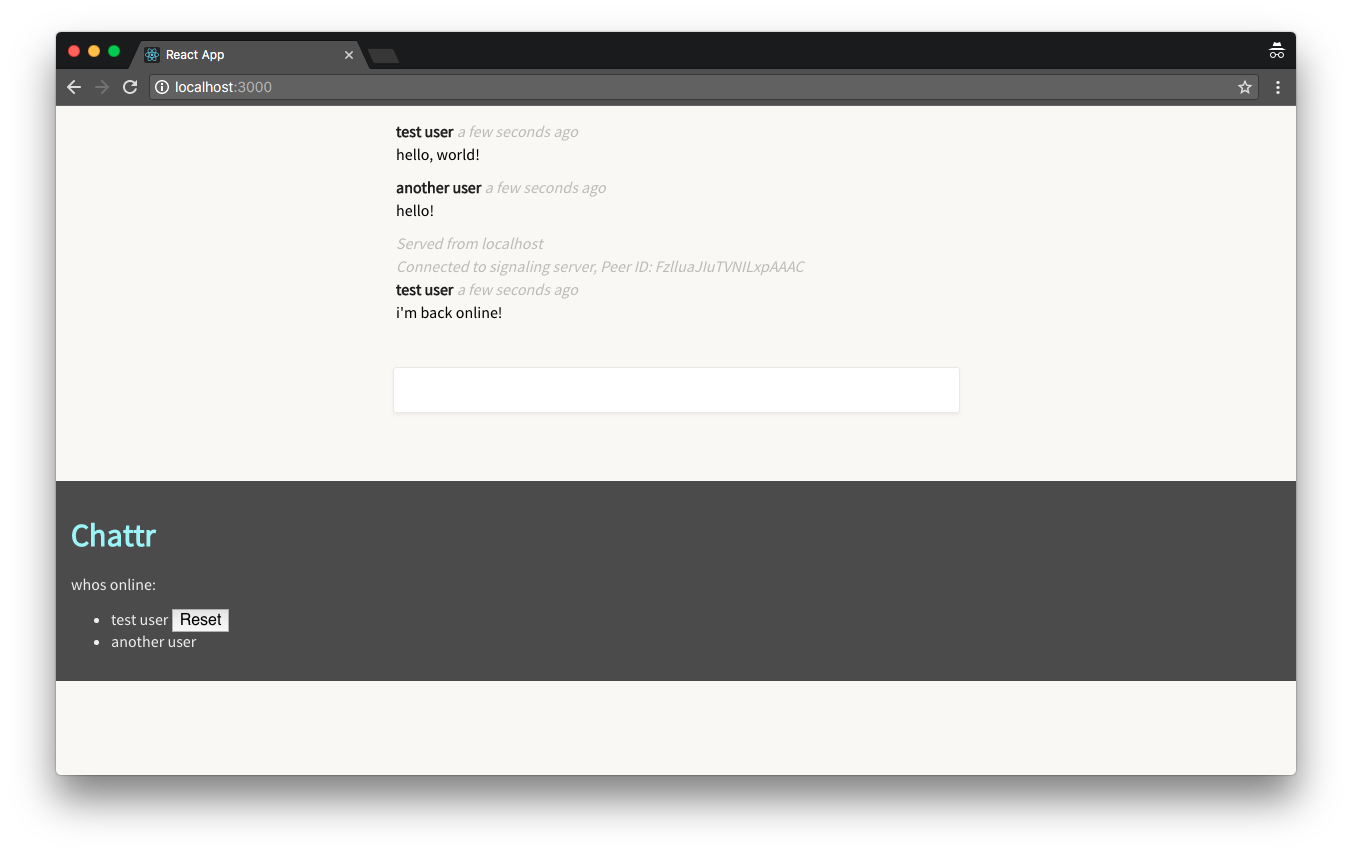 React App
localhost:3000
test user a few seconds ago
hello, world!
another user a few seconds ago
hello!
Served from localhost
Connected to signaling server, Peer ID: FzlluaJIuTVNILxpAAAC
test user a few seconds ago
i'm back online!
Chattr
whos online:
test user Reset
another user